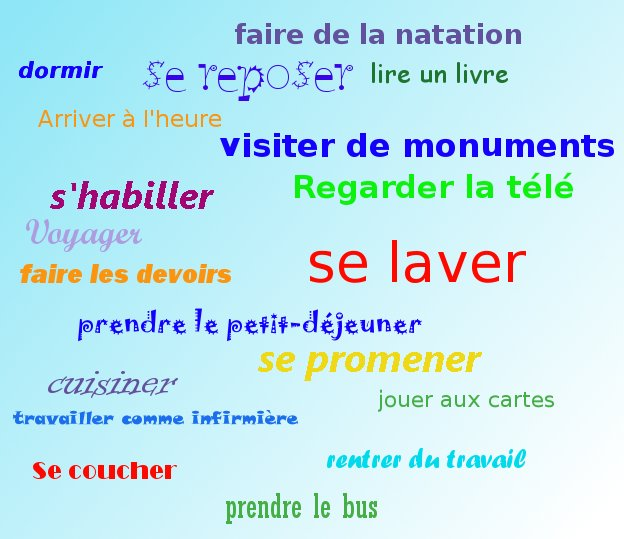 faire de la natation
dormir
se reposer
lire un livre
Arriver à l'heure
visiter de monuments
s'habiller
Regarder la télé
Voyager
se laver
faire les devoirs
prendre le petit-déjeuner
se promener
cuisiner
jouer aux cartes
travailler comme infirmière
rentrer du travail
Se coucher
prendre le bus